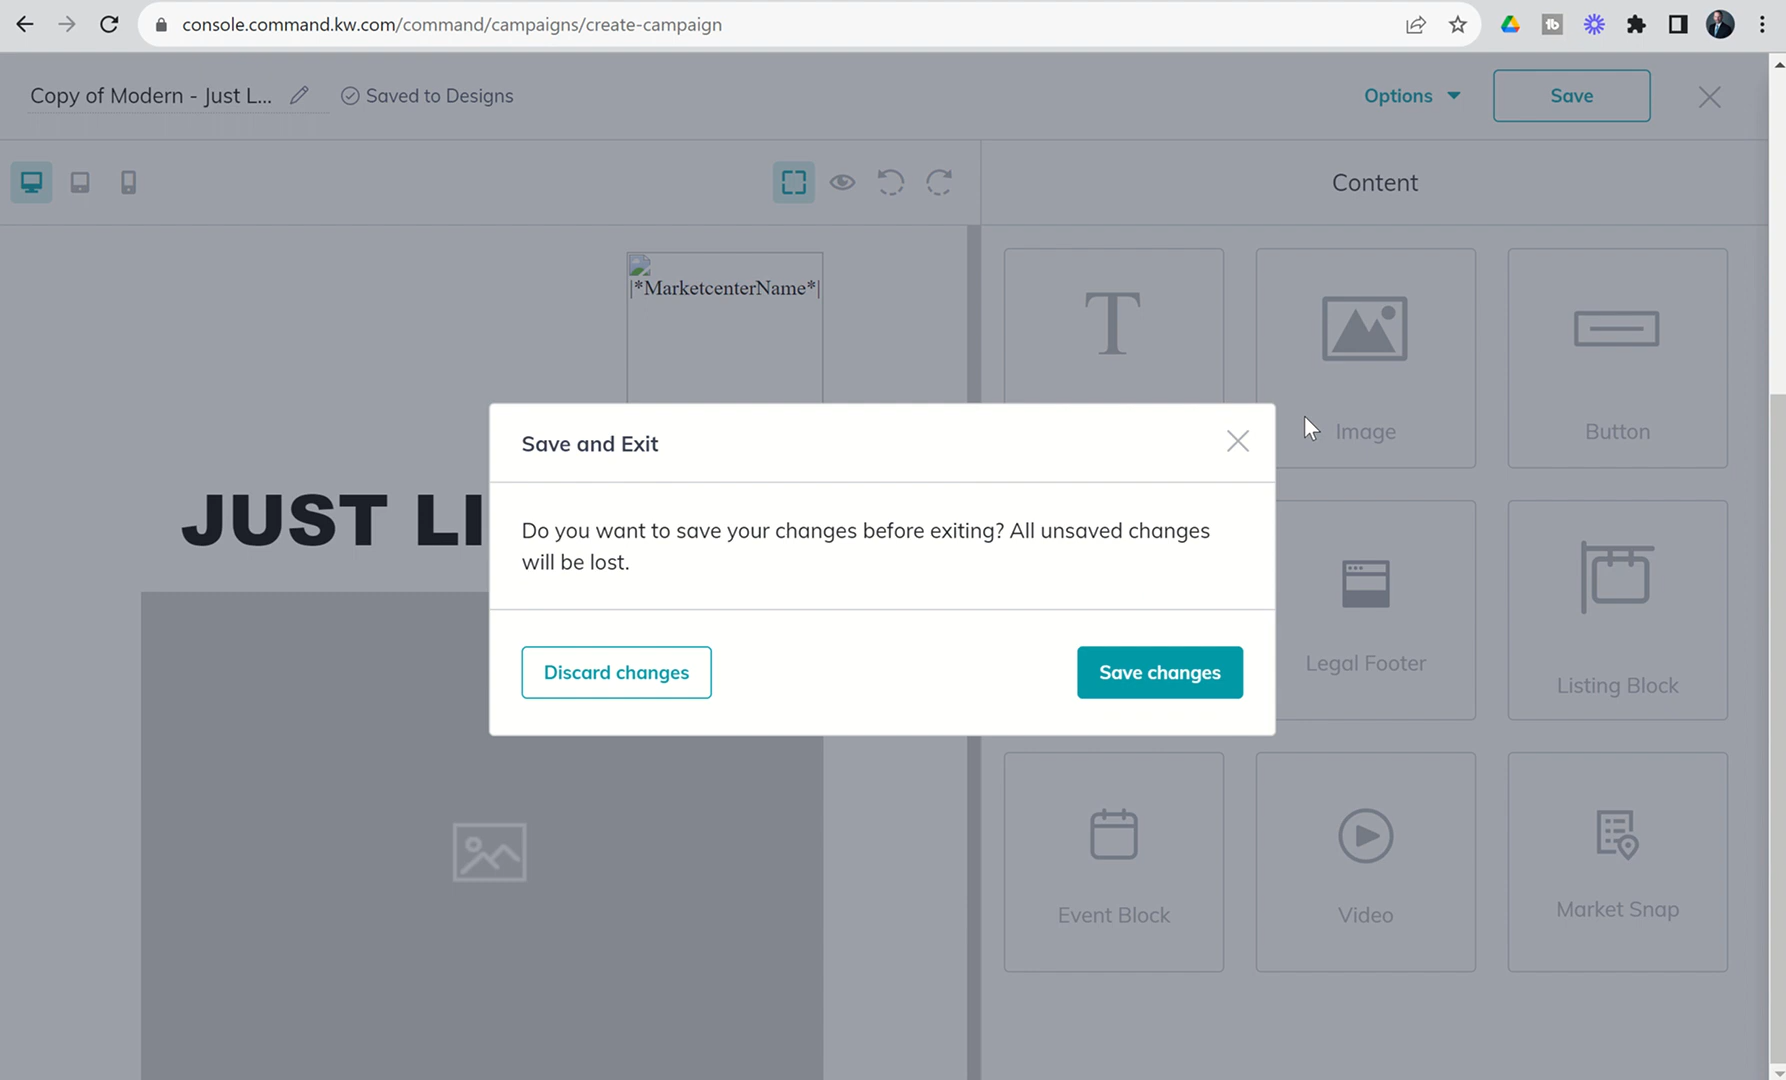 console.command.kw.com/command/campaigns/create-campaign
Copy of Modern - Just L...
Saved to Designs
Options
Save
Content
|*MarketcenterName*|
T
Image
Button
Save and Exit
JUST LI
Do you want to save your changes before exiting? All unsaved changes
will be lost.
Discard changes
Save changes
Legal Footer
Listing Block
Event Block
Video
Market Snap